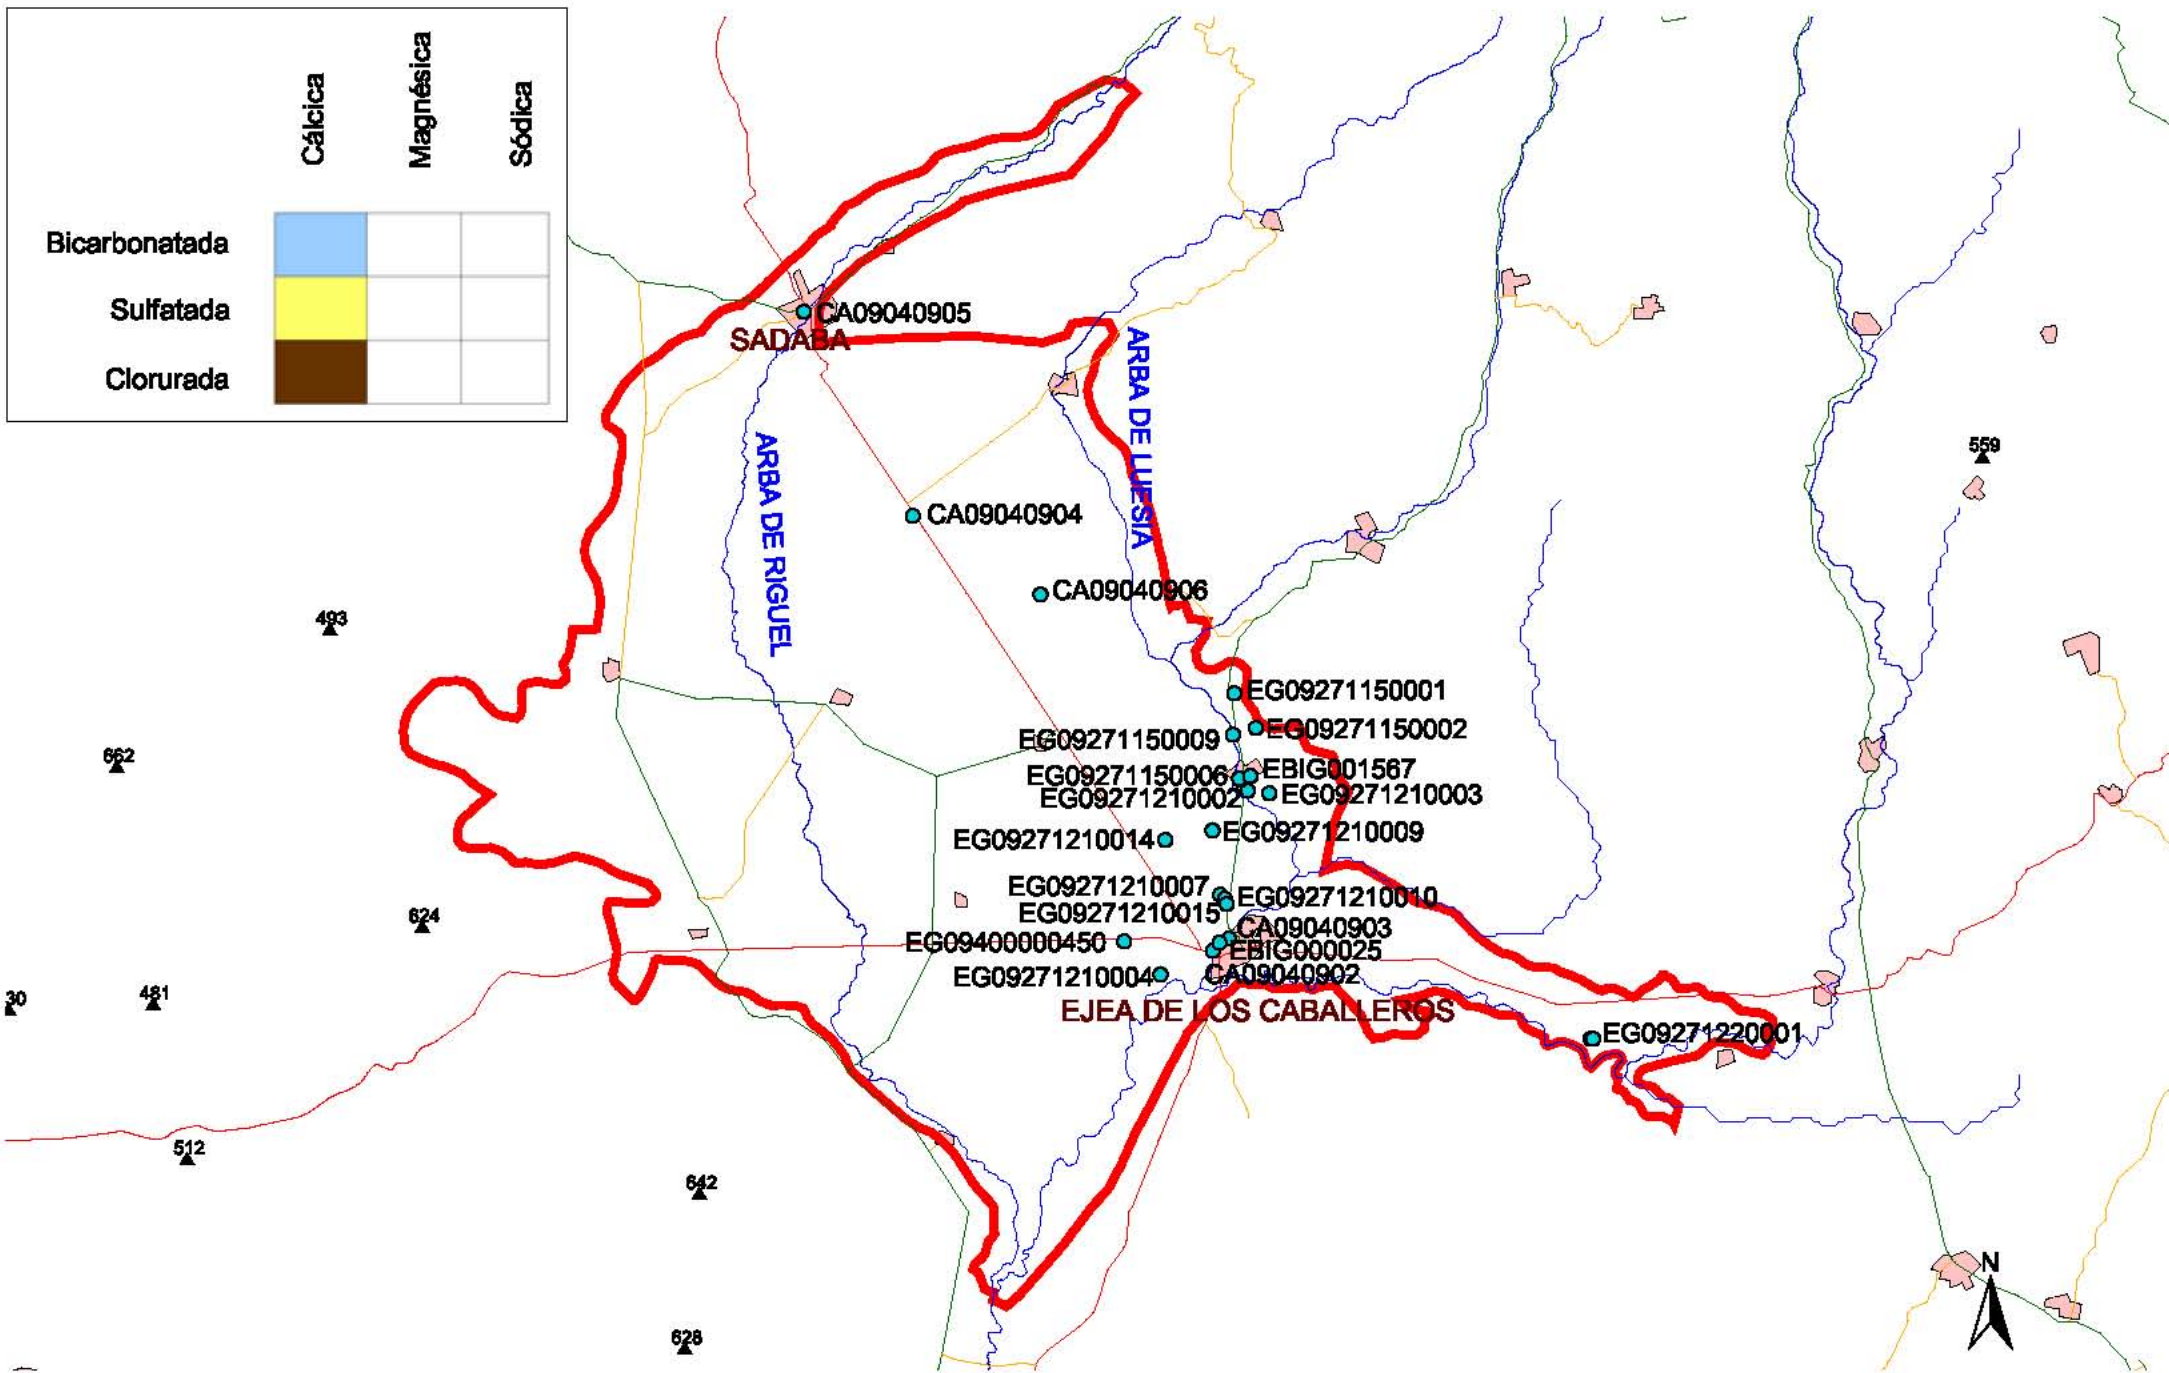 Cálcica
Magnésica
Sódica
Bicarbonatada
Sulfatada
Clorurada
CA09040905
SADABA
ARBA DE LUESIA
ARBA DE RIGUEL
559
CA09040904
CA09040906
493
EG09271150001
EG09271150002
EG09271150009
662
EBIG001567
EG09271150006
EG09271210002
EG09271210003
EG09271210009
EG09271210014
EG09271210007
EG09271210010
EG09271210015
624
CA09040903
EG09400000450
EBIG000025
EG09271210004
CA09040902
30
481
EJEA DE LOS CABALLEROS
EG09271220001
512
642
N
628